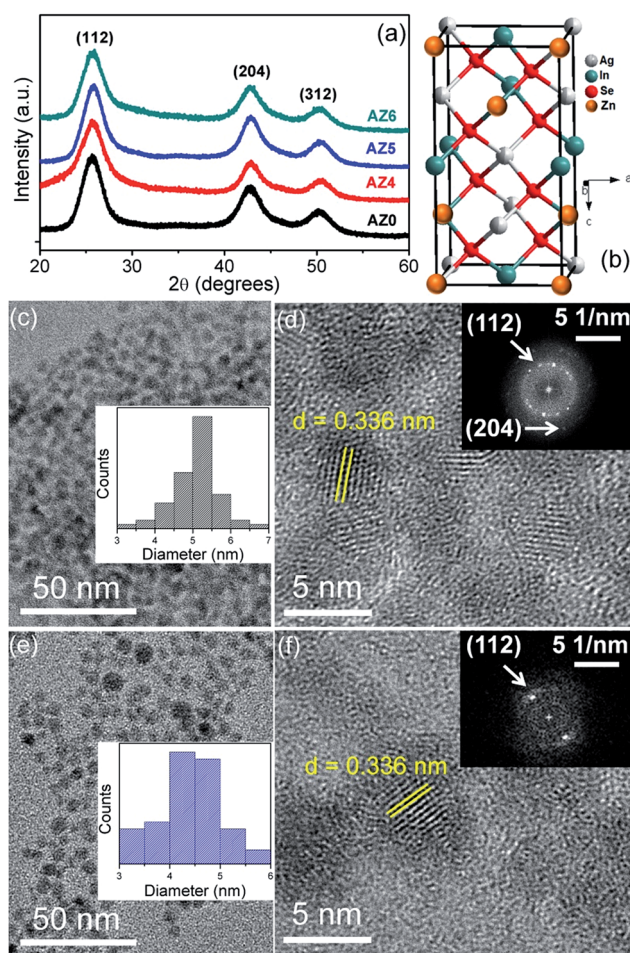 (a)
(112)
(204)
(312)
AZ6
AZ5
AZ4
AZ0
Intensity (a.u.)
20 30 40 50 60
2θ (degrees)
Ag
In
Se
Zn
a
b
c
(b)
(c)
Counts
3 4 5 6 7
Diameter (nm)
50 nm
(d)
d = 0.336 nm
5 nm
5 1/nm
(112)
(204)
(e)
Counts
3 4 5 6
Diameter (nm)
50 nm
(f)
d = 0.336 nm
5 nm
5 1/nm
(112)